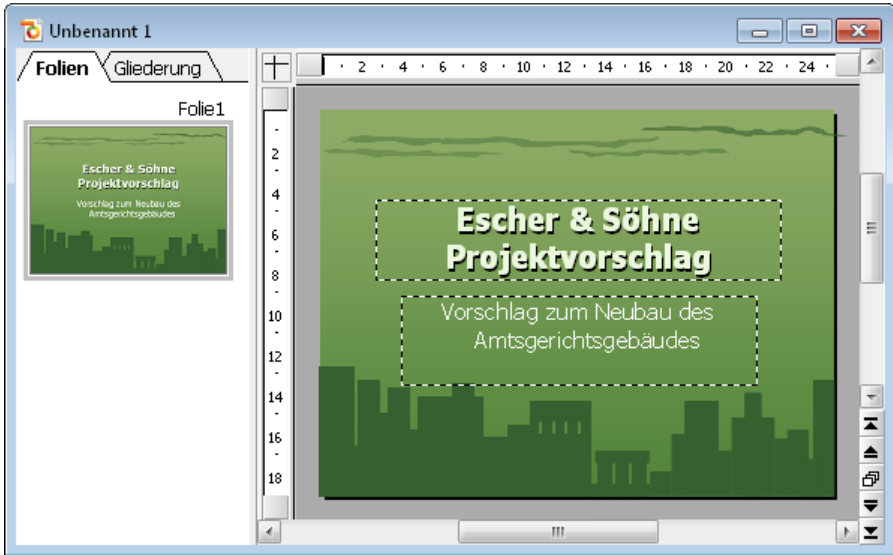 Unbenannt 1
Folien Gliederung
Folie1
Escher & Söhne
Projektvorschlag
Vorschlag zum Neubau des
Amtsgerichtsgebäudes
2 4 6 8 10 12 14 16 18 20 22 24
2
4
6
8
10
12
14
16
18
Escher & Söhne
Projektvorschlag
Vorschlag zum Neubau des
Amtsgerichtsgebäudes